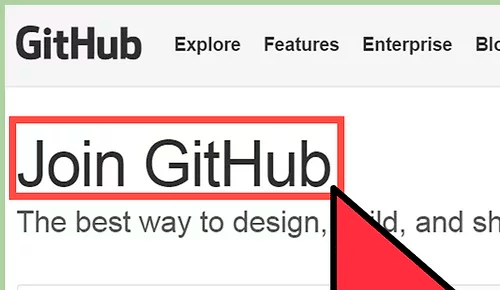 GitHub Explore Features Enterprise
Join GitHub
The best way to design, and